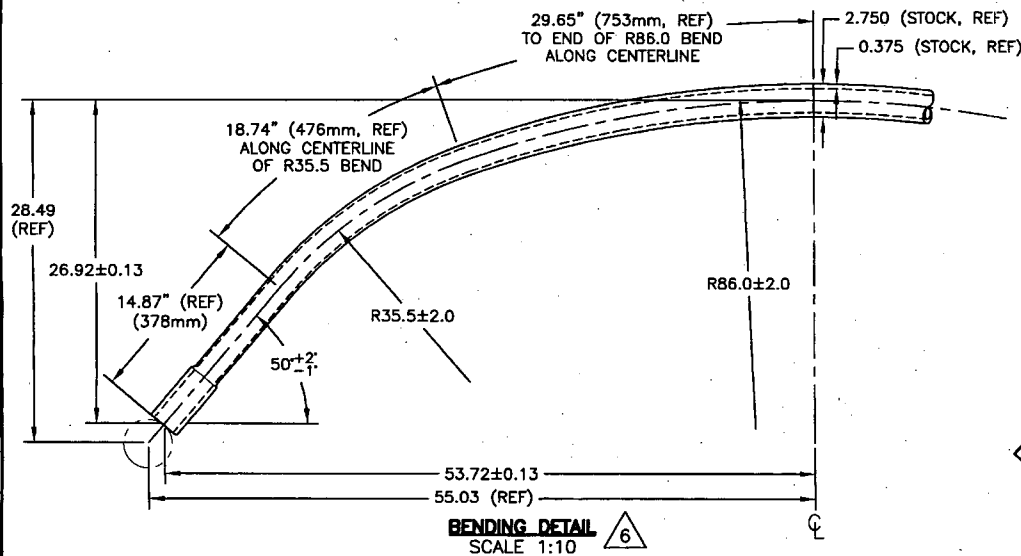 29.65" (753mm, REF)
TO END OF R86.0 BEND
ALONG CENTERLINE
2.750 (STOCK, REF)
0.375 (STOCK, REF)
18.74" (476mm, REF)
ALONG CENTERLINE
OF R35.5 BEND
28.49
(REF)
26.92±0.13
14.87" (REF)
(378mm)
R35.5±2.0
R86.0±2.0
50°+2°
-1°
53.72±0.13
55.03 (REF)
BENDING DETAIL 6
SCALE 1:10
℄